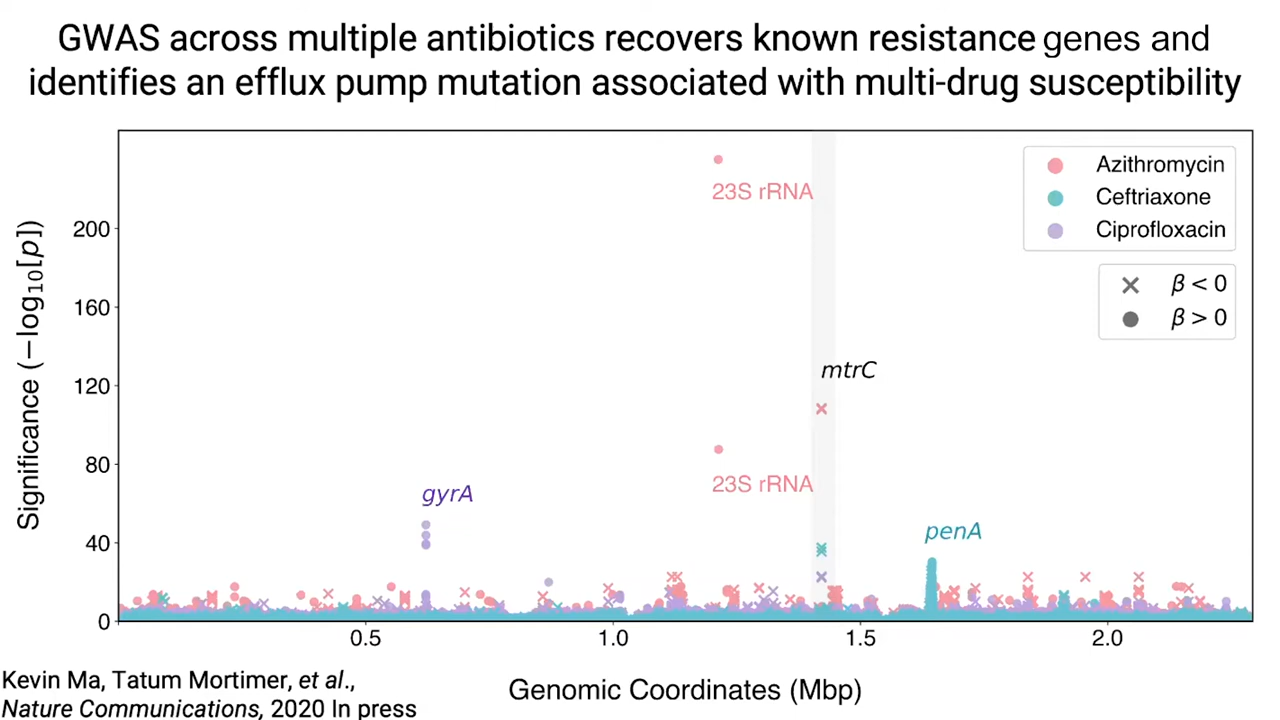 GWAS across multiple antibiotics recovers known resistance genes and
identifies an efflux pump mutation associated with multi-drug susceptibility
Azithromycin
Ceftriaxone
Ciprofloxacin
β < 0
β > 0
23S rRNA
mtrC
23S rRNA
gyrA
penA
Significance (−log₁₀[p])
200
160
120
80
40
0
0.5
1.0
1.5
2.0
Genomic Coordinates (Mbp)
Kevin Ma, Tatum Mortimer, et al.,
Nature Communications, 2020 In press